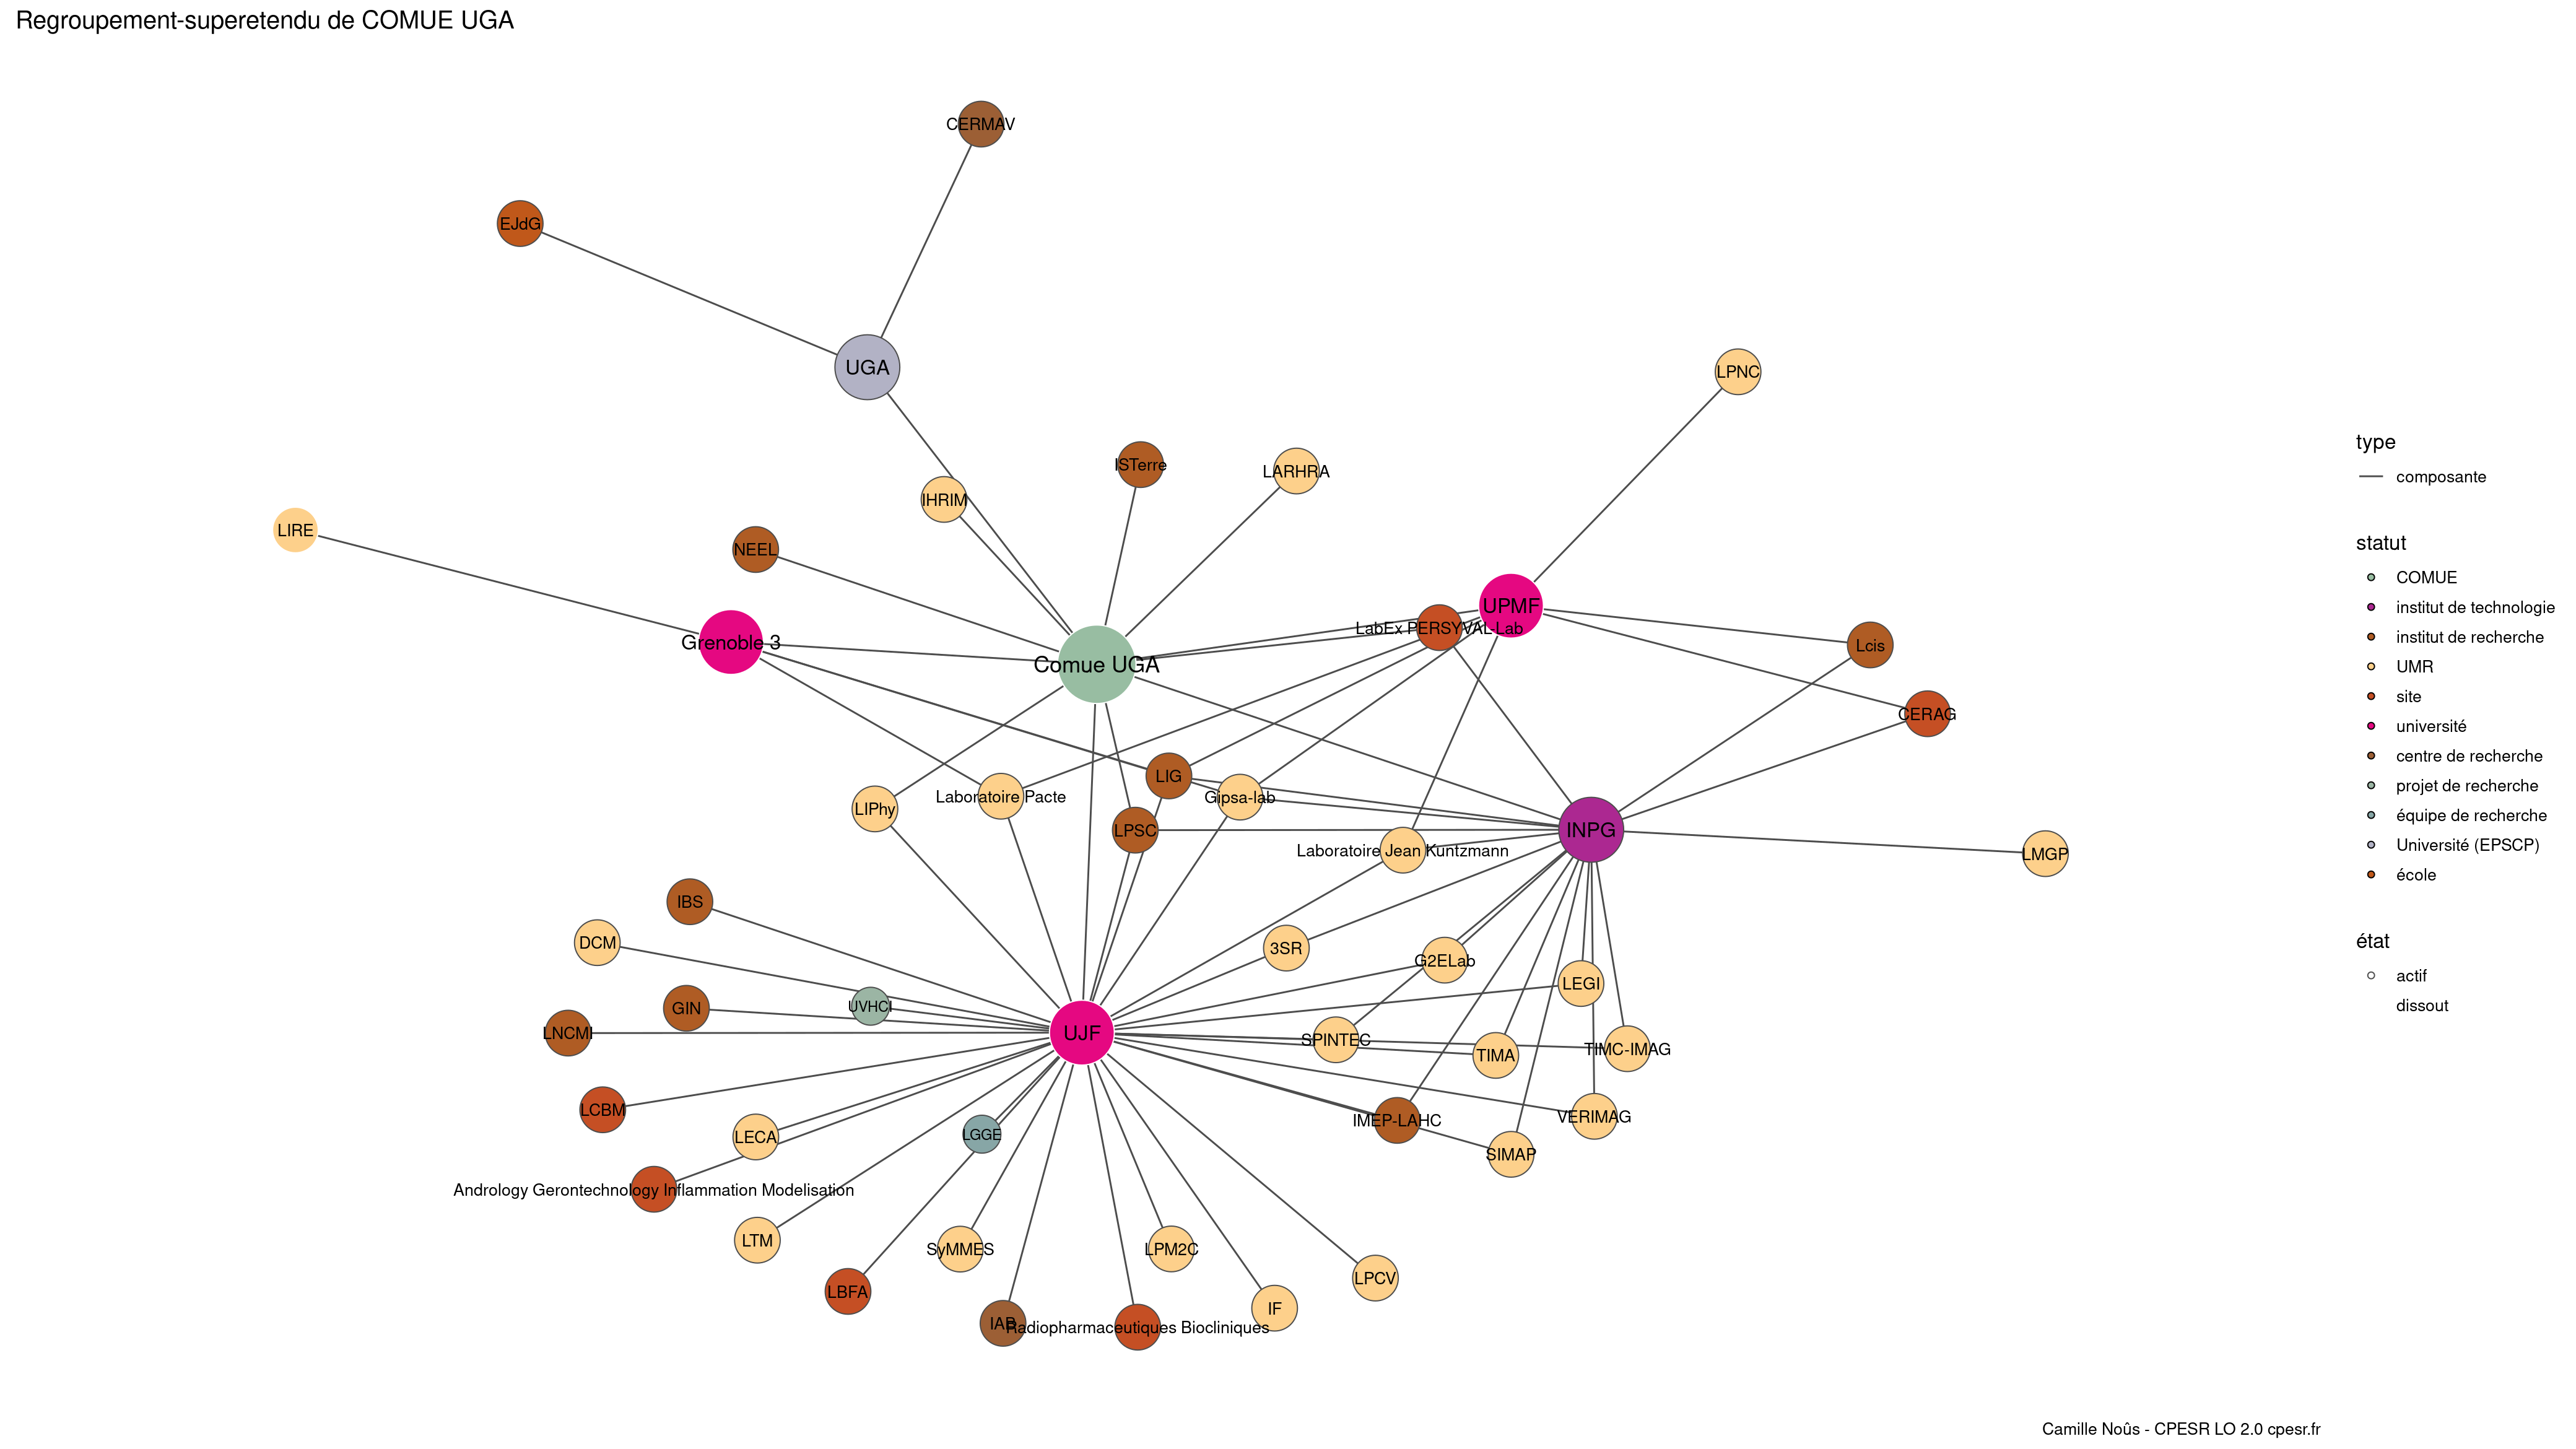 Regroupement-superetendu de COMUE UGA
CERMAV
EJdG
UGA
LPNC
ISTerre
LARHRA
IHRIM
LIRE
NEEL
UPMF
LabEx PERSYVAL Lab
Grenoble 3
Lcis
Comue UGA
CERAG
LIG
Laboratoire Pacte
Gipsa-lab
LIPhy
LPSC
INPG
Laboratoire Jean Kuntzmann
LMGP
IBS
DCM
3SR
G2ELab
LEGI
UVHCI
GIN
LNCMI
UJF
SPINTEC
TIMC-IMAG
TIMA
LCBM
VERIMAG
IMEP-LAHC
LECA
LGGE
SIMAP
Andrology Gerontechnology Inflammation Modelisation
LTM
SyMMES
LPM2C
LPCV
LBFA
IF
IAB
Radiopharmaceutiques Biocliniques
type
composante
statut
COMUE
institut de technologie
institut de recherche
UMR
site
université
centre de recherche
projet de recherche
équipe de recherche
Université (EPSCP)
école
état
actif
dissout
Camille Noûs - CPESR LO 2.0 cpesr.fr